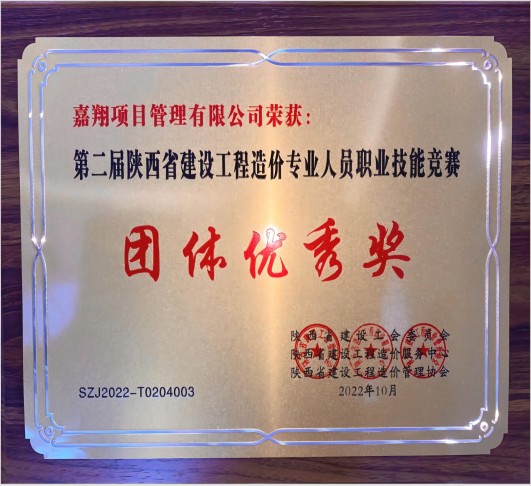 嘉翔项目管理有限公司荣获：
第二届陕西省建设工程造价专业人员职业技能竞赛
团体优秀奖
陕西省建设工会委员会
陕西省建设工程造价服务中心
陕西省建设工程造价管理协会
SZJ2022-T0204003
2022年10月